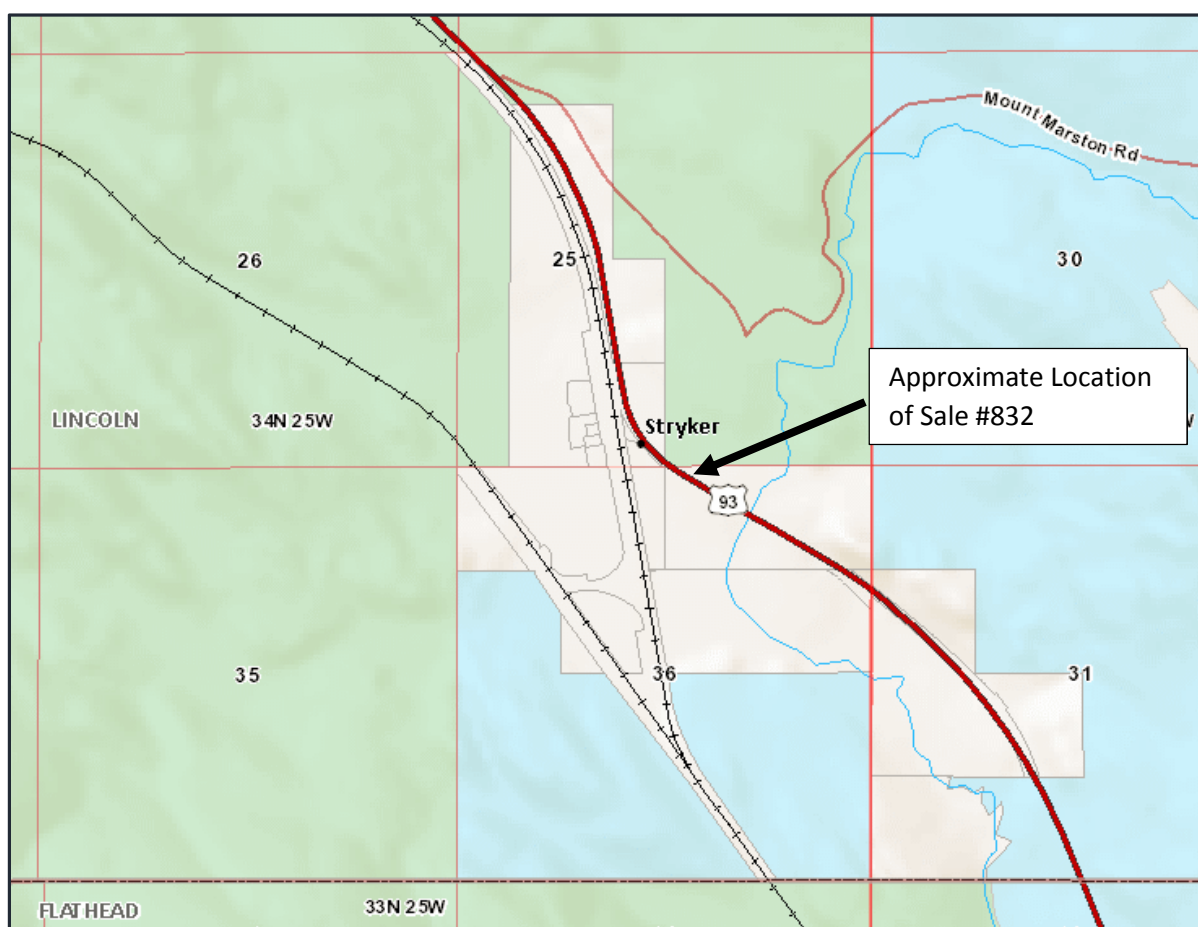 Mount Marston Rd
26
25
30
Approximate Location
of Sale #832
LINCOLN
34N 25W
W
Stryker
93
35
36
31
FLATHEAD
33N 25W